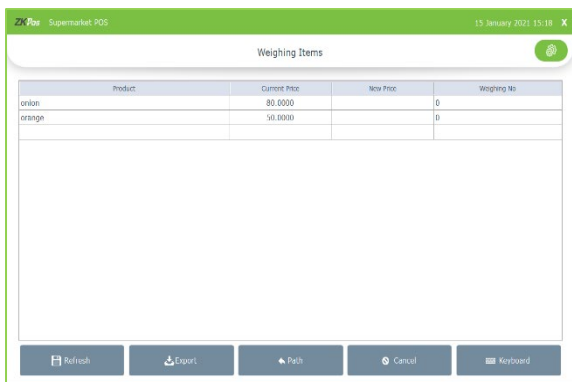 ZKPos Supermarket POS 15 January 2021 15:18 X
Weighing Items
Product Current Price New Price Weighing No
onion 80.0000 0
orange 50.0000 0
Refresh Export Path Cancel Keyboard